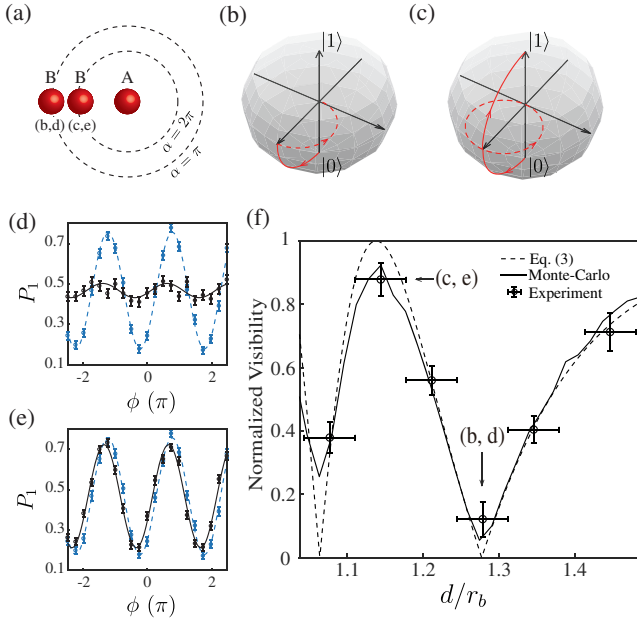 (a)
B
B
A
(b,d)
(c,e)
α = 2π
α = π
(b)
|1⟩
|0⟩
(c)
|1⟩
|0⟩
(d)
P₁
0.7
0.5
0.3
0.1
-2
0
2
ϕ (π)
(e)
P₁
0.7
0.5
0.3
0.1
-2
0
2
ϕ (π)
(f)
Normalized Visibility
1
0.8
0.6
0.4
0.2
0
1.1
1.2
1.3
1.4
d/r_b
Eq. (3)
Monte-Carlo
Experiment
(c, e)
(b, d)